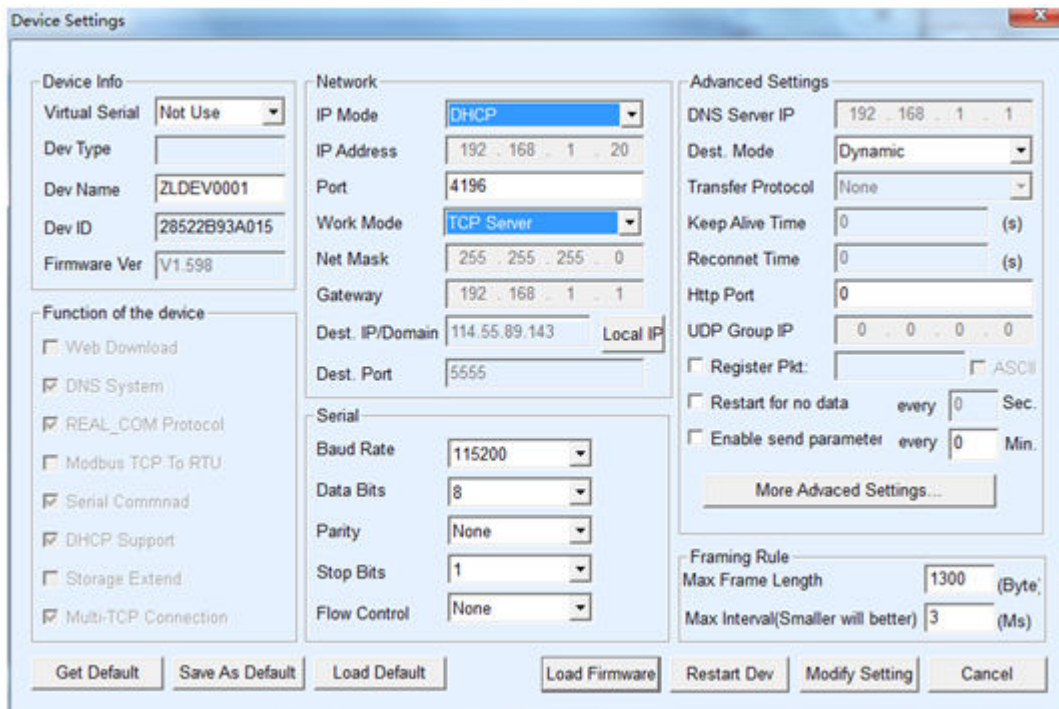 Device Settings
Device Info
Virtual Serial Not Use
Dev Type
Dev Name ZLDEV0001
Dev ID 28522B93A015
Firmware Ver V1.598
Function of the device
Web Download
DNS System
REAL_COM Protocol
Modbus TCP To RTU
Serial Commnad
DHCP Support
Storage Extend
Multi-TCP Connection
Network
IP Mode DHCP
IP Address 192 . 168 . 1 . 20
Port 4196
Work Mode TCP Server
Net Mask 255 . 255 . 255 . 0
Gateway 192 . 168 . 1 . 1
Dest. IP/Domain 114.55.89.143 Local IP
Dest. Port 5555
Serial
Baud Rate 115200
Data Bits 8
Parity None
Stop Bits 1
Flow Control None
Advanced Settings
DNS Server IP 192 . 168 . 1 . 1
Dest. Mode Dynamic
Transfer Protocol None
Keep Alive Time 0 (s)
Reconnet Time 0 (s)
Http Port 0
UDP Group IP 0 . 0 . 0 . 0
Register Pkt: ASCII
Restart for no data every 0 Sec.
Enable send parameter every 0 Min.
More Advaced Settings...
Framing Rule
Max Frame Length 1300 (Byte)
Max Interval(Smaller will better) 3 (Ms)
Get Default Save As Default Load Default Load Firmware Restart Dev Modify Setting Cancel